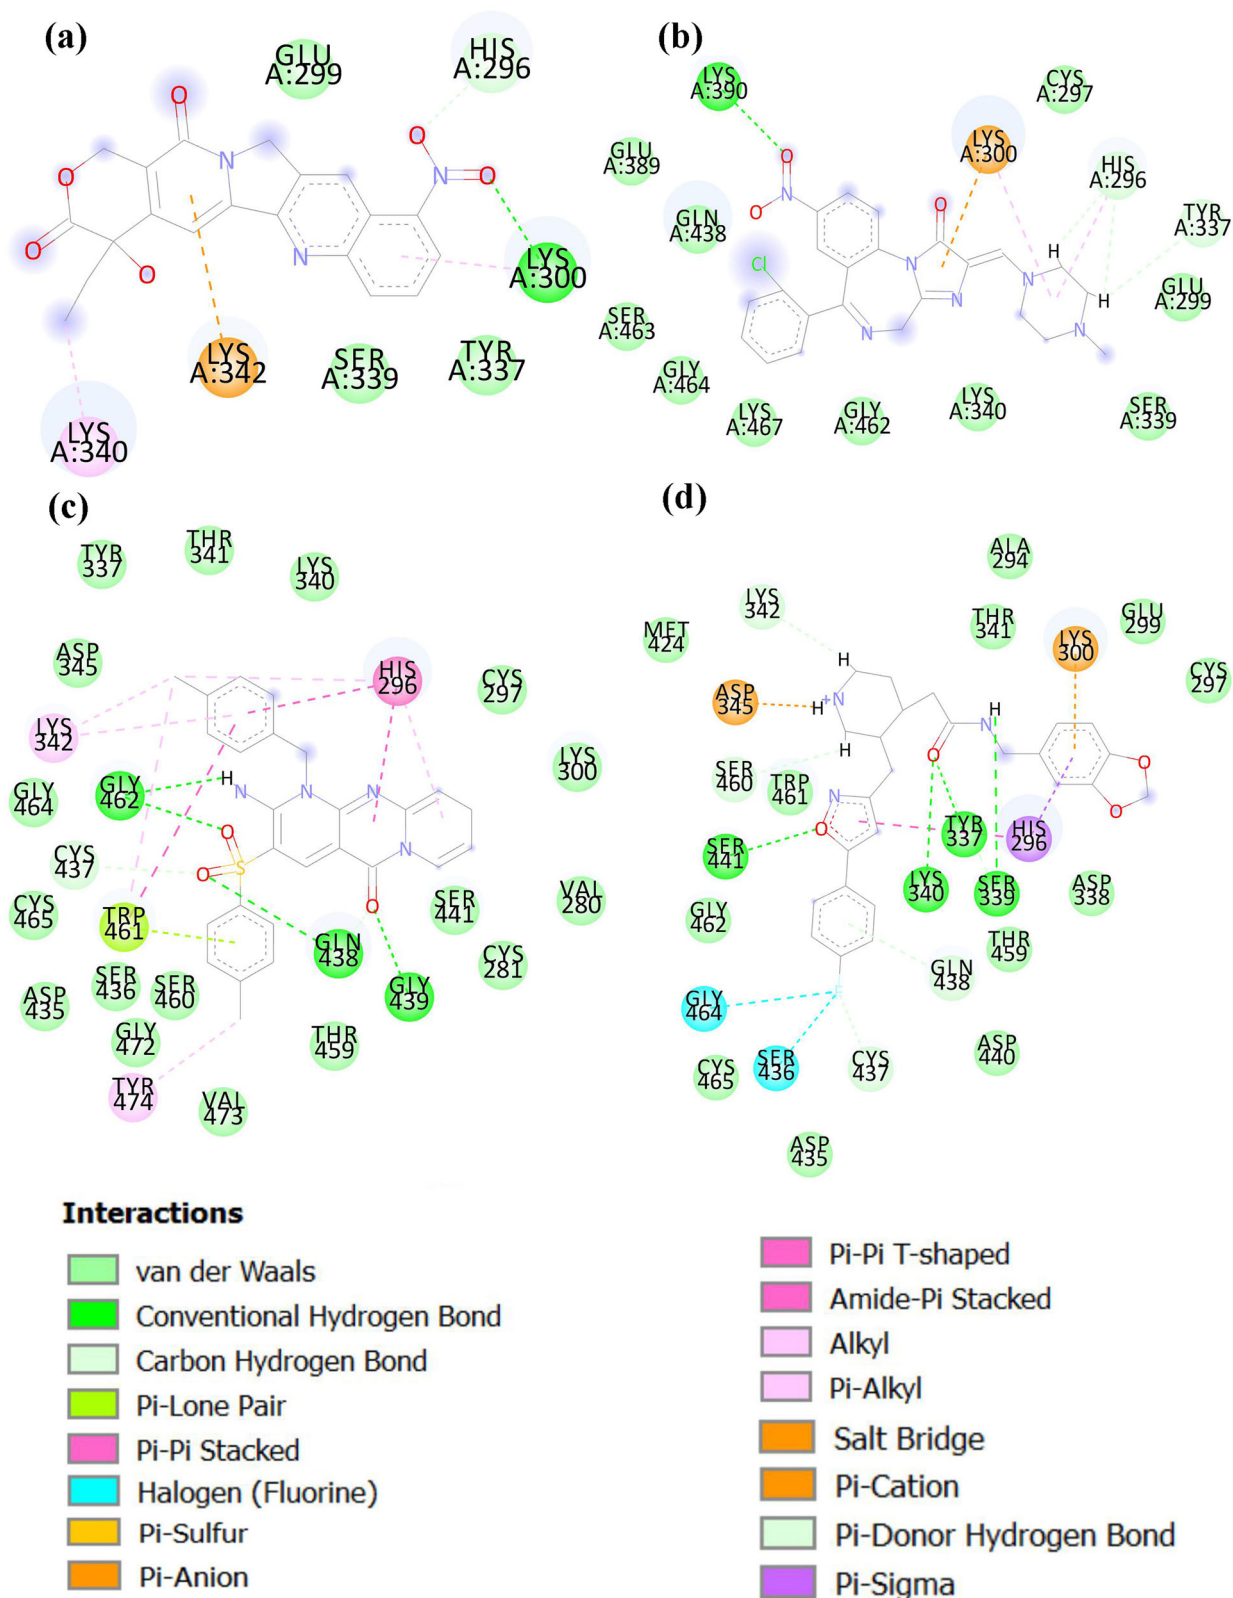 (a)
GLU
A:299
HIS
A:296
O
O
N
O
N
O
O
O
N
O
LYS
A:300
LYS
A:342
SER
A:339
TYR
A:337
LYS
A:340
(b)
LYS
A:390
CYS
A:297
LYS
A:300
GLU
A:389
HIS
A:296
O
N
O
GLN
A:438
TYR
A:337
O
H
Cl
N
N
H
GLU
A:299
N
N
N
SER
A:463
GLY
A:464
LYS
A:467
GLY
A:462
LYS
A:340
SER
A:339
(c)
TYR
337
THR
341
LYS
340
ASP
345
HIS
296
CYS
297
LYS
342
LYS
300
GLY
464
GLY
462
H
N
N
N
N
O
O
S
O
CYS
437
CYS
465
TRP
461
SER
441
VAL
280
GLN
438
CYS
281
SER
436
SER
460
GLY
439
ASP
435
GLY
472
THR
459
TYR
474
VAL
473
(d)
ALA
294
LYS
342
THR
341
GLU
299
MET
424
LYS
300
CYS
297
ASP
345
H
H
N
+
H
H
N
O
O
O
SER
460
TRP
461
N
O
TYR
337
HIS
296
SER
441
LYS
340
SER
339
ASP
338
GLY
462
THR
459
GLN
438
GLY
464
F
SER
436
CYS
437
ASP
440
CYS
465
ASP
435
Interactions
van der Waals
Conventional Hydrogen Bond
Carbon Hydrogen Bond
Pi-Lone Pair
Pi-Pi Stacked
Halogen (Fluorine)
Pi-Sulfur
Pi-Anion
Pi-Pi T-shaped
Amide-Pi Stacked
Alkyl
Pi-Alkyl
Salt Bridge
Pi-Cation
Pi-Donor Hydrogen Bond
Pi-Sigma